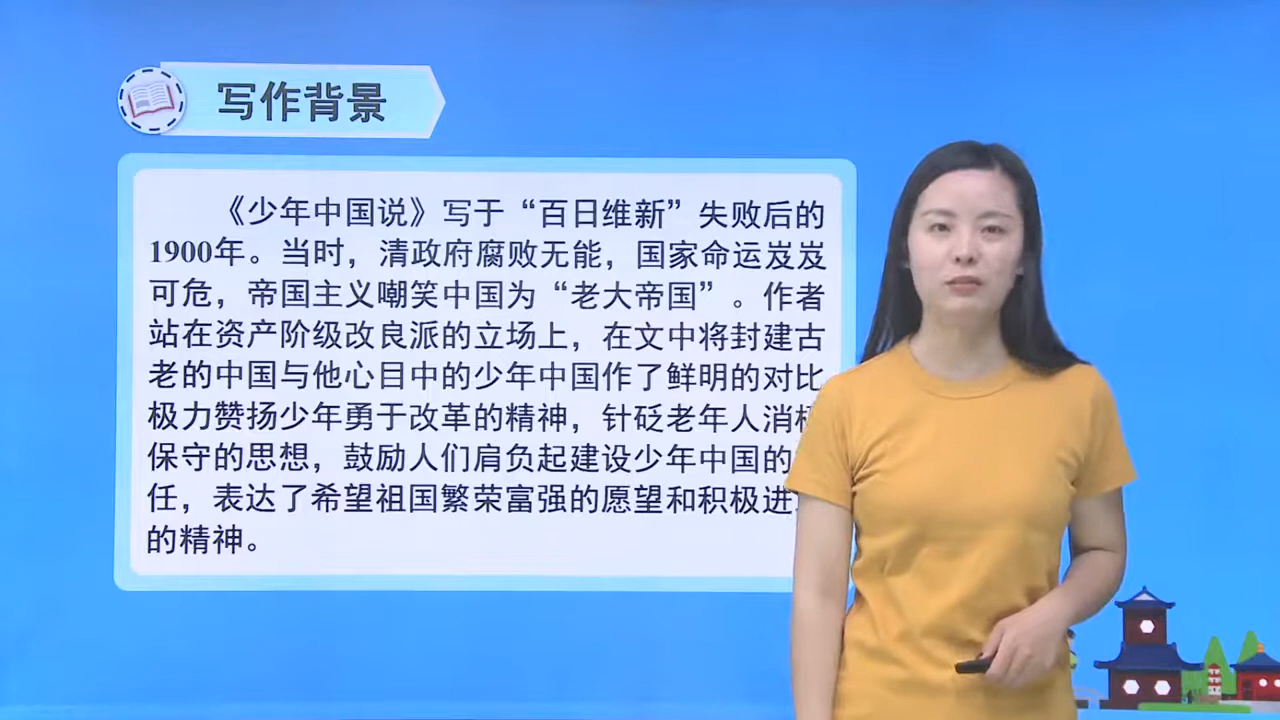 写作背景
《少年中国说》写于“百日维新”失败后的
1900年。当时，清政府腐败无能，国家命运岌岌
可危，帝国主义嘲笑中国为“老大帝国”。作者
站在资产阶级改良派的立场上，在文中将封建古
老的中国与他心目中的少年中国作了鲜明的对比
极力赞扬少年勇于改革的精神，针砭老年人消
保守的思想，鼓励人们肩负起建设少年中国的
任，表达了希望祖国繁荣富强的愿望和积极进
的精神。